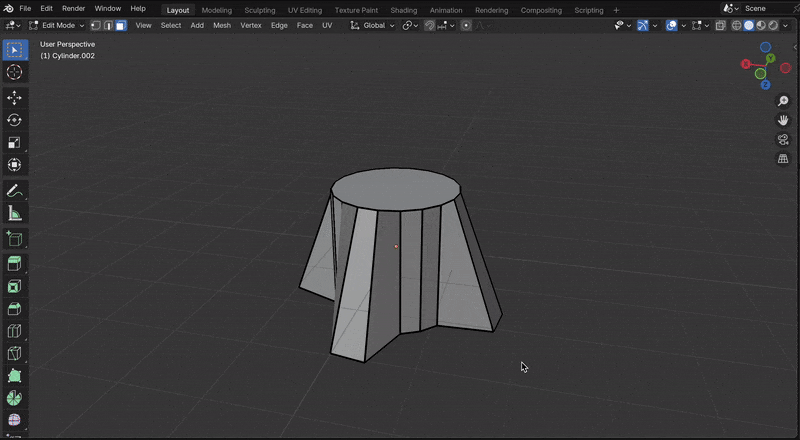 File Edit Render Window Help Layout Modeling Sculpting UV Editing Texture Paint Shading Animation Rendering Compositing Scripting + Scene
Edit Mode View Select Add Mesh Vertex Edge Face UV Global
User Perspective
(1) Cylinder.002
Y
X
Z